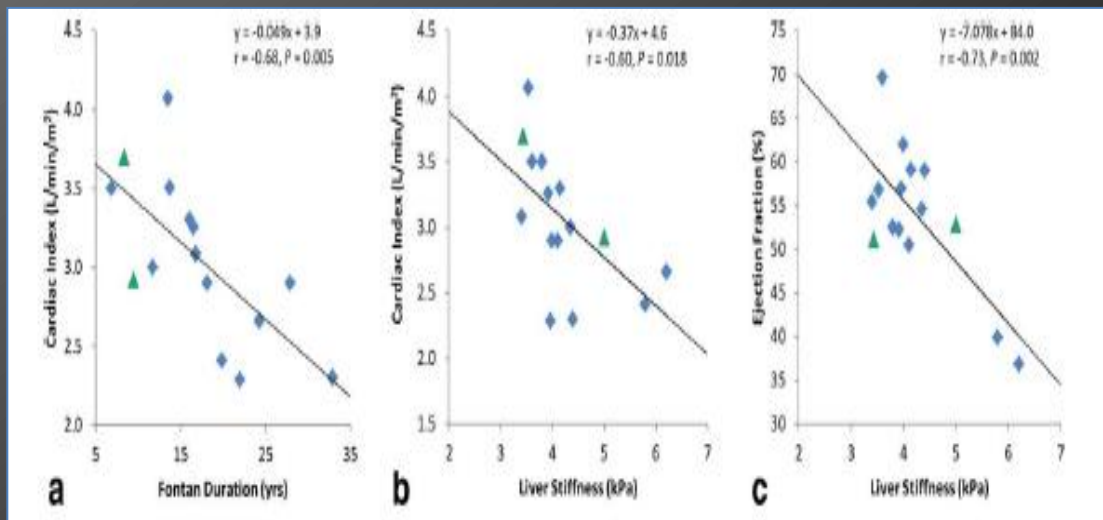 y = -0.049x + 3.9
r = -0.68, P = 0.005
4.5
4.0
3.5
3.0
2.5
2.0
Cardiac Index (L/min/m²)
5
15
25
35
a
Fontan Duration (yrs)
y = -0.37x + 4.6
r = -0.60, P = 0.018
4.5
4.0
3.5
3.0
2.5
2.0
1.5
Cardiac Index (L/min/m²)
2
3
4
5
6
7
b
Liver Stiffness (kPa)
y = -7.078x + 84.0
r = -0.73, P = 0.002
75
70
65
60
55
50
45
40
35
30
Ejection Fraction (%)
2
3
4
5
6
7
c
Liver Stiffness (kPa)